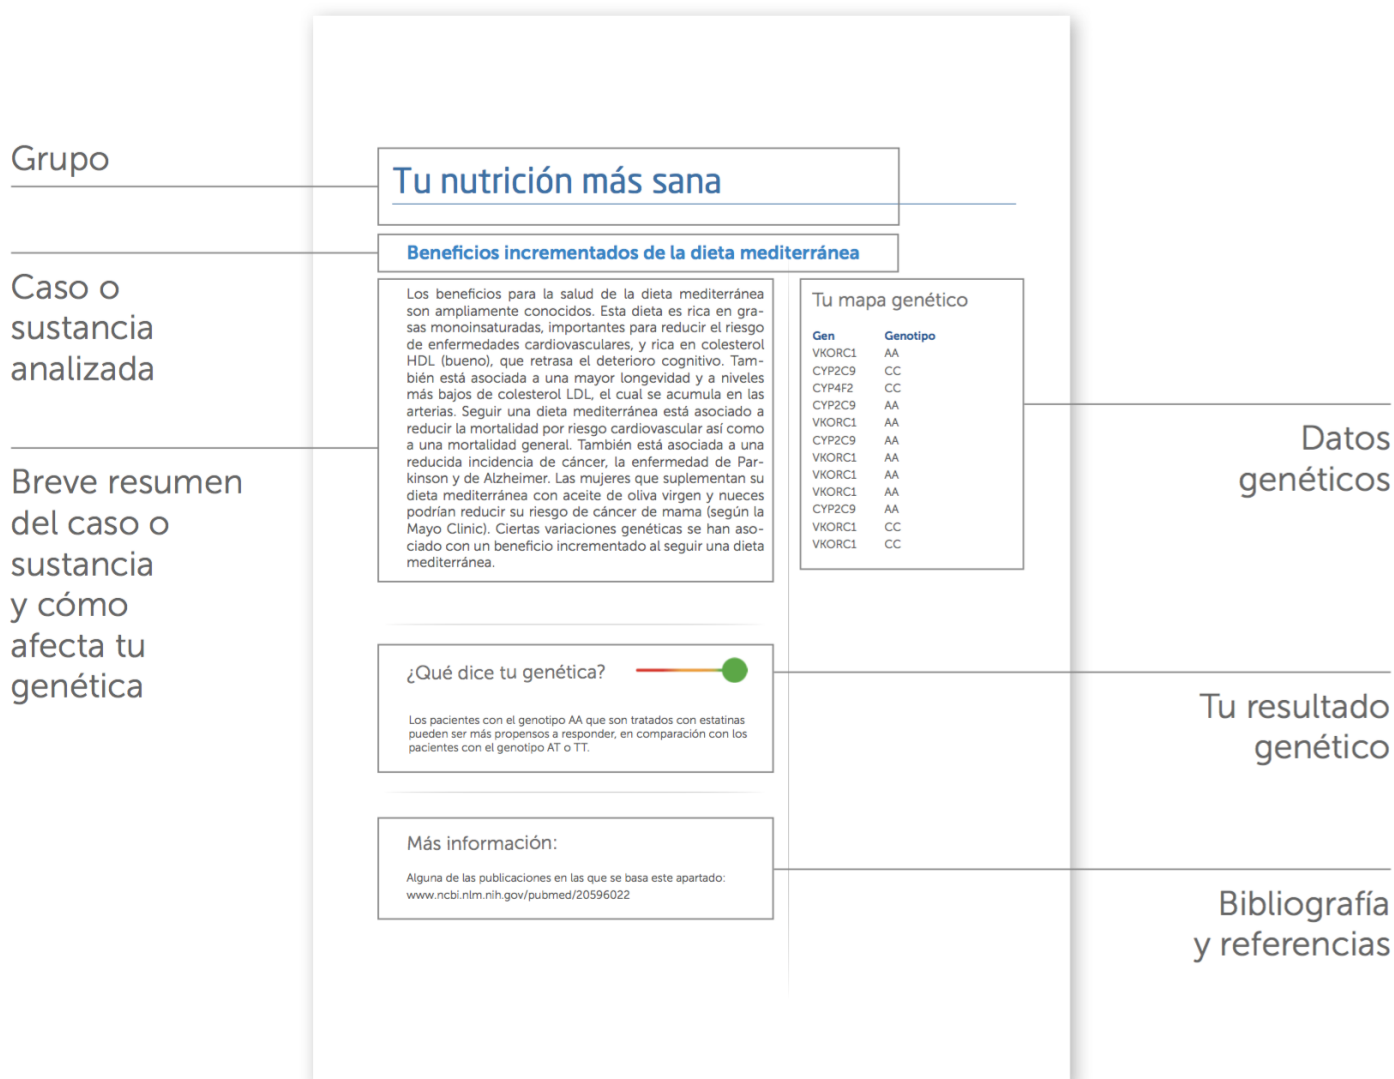 Grupo
Caso o
sustancia
analizada
Breve resumen
del caso o
sustancia
y cómo
afecta tu
genética
Tu nutrición más sana
Beneficios incrementados de la dieta mediterránea
Los beneficios para la salud de la dieta mediterránea
son ampliamente conocidos. Esta dieta es rica en gra-
sas monoinsaturadas, importantes para reducir el riesgo
de enfermedades cardiovasculares, y rica en colesterol
HDL (bueno), que retrasa el deterioro cognitivo. Tam-
bién está asociada a una mayor longevidad y a niveles
más bajos de colesterol LDL, el cual se acumula en las
arterias. Seguir una dieta mediterránea está asociado a
reducir la mortalidad por riesgo cardiovascular así como
a una mortalidad general. También está asociada a una
reducida incidencia de cáncer, la enfermedad de Par-
kinson y de Alzheimer. Las mujeres que suplementan su
dieta mediterránea con aceite de oliva virgen y nueces
podrían reducir su riesgo de cáncer de mama (según la
Mayo Clinic). Ciertas variaciones genéticas se han aso-
ciado con un beneficio incrementado al seguir una dieta
mediterránea.
Tu mapa genético
Gen Genotipo
VKORC1 AA
CYP2C9 CC
CYP4F2 CC
CYP2C9 AA
VKORC1 AA
CYP2C9 AA
VKORC1 AA
VKORC1 AA
VKORC1 AA
CYP2C9 AA
VKORC1 CC
VKORC1 CC
¿Qué dice tu genética?
Los pacientes con el genotipo AA que son tratados con estatinas
pueden ser más propensos a responder, en comparación con los
pacientes con el genotipo AT o TT.
Más información:
Alguna de las publicaciones en las que se basa este apartado:
www.ncbi.nlm.nih.gov/pubmed/20596022
Datos
genéticos
Tu resultado
genético
Bibliografía
y referencias